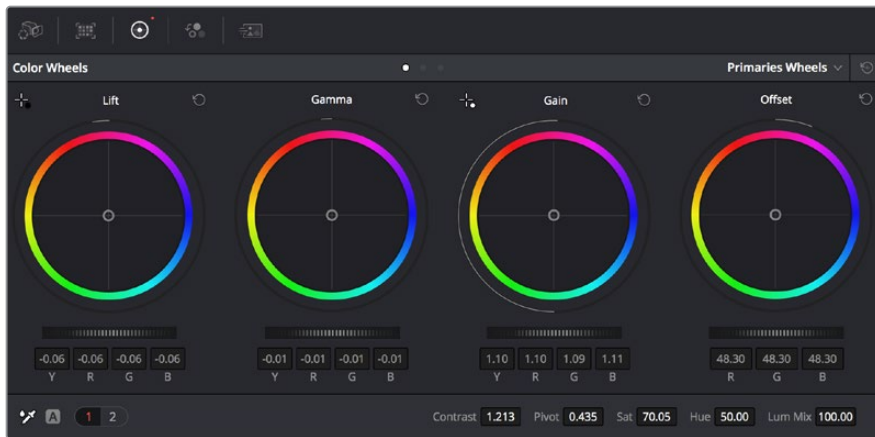 Color Wheels Primaries Wheels
Lift Gamma Gain Offset
-0.06 -0.06 -0.06 -0.06 -0.01 -0.01 -0.01 -0.01 1.10 1.10 1.09 1.11 48.30 48.30 48.30
Y R G B Y R G B Y R G B R G B
A 1 2 Contrast 1.213 Pivot 0.435 Sat 70.05 Hue 50.00 Lum Mix 100.00